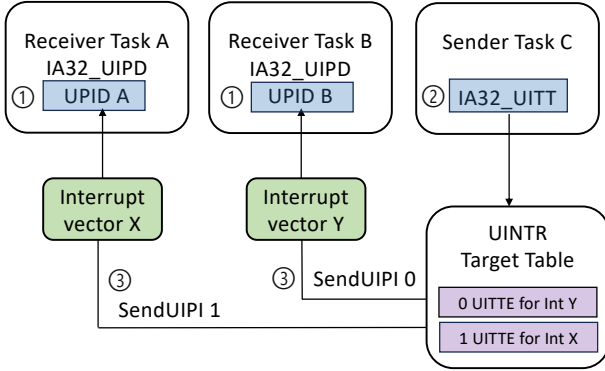 Receiver Task A
IA32_UIPD
① UPID A
Receiver Task B
IA32_UIPD
① UPID B
Sender Task C
② IA32_UITT
Interrupt
vector X
Interrupt
vector Y
UINTR
Target Table
0 UITTE for Int Y
1 UITTE for Int X
③ SendUIPI 0
③
SendUIPI 1